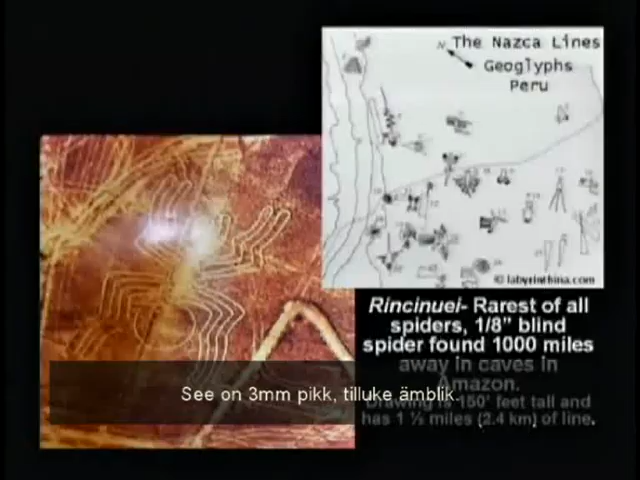 The Nazca Lines
Geoglyphs
Peru
N
© labyrinthina.com
Rincinuei- Rarest of all
spiders, 1/8” blind
spider found 1000 miles
away in caves in
Amazon.
Drawing is 150' feet tall and
has 1 ½ miles (2.4 km) of line.
See on 3mm pikk, tilluke ämblik.